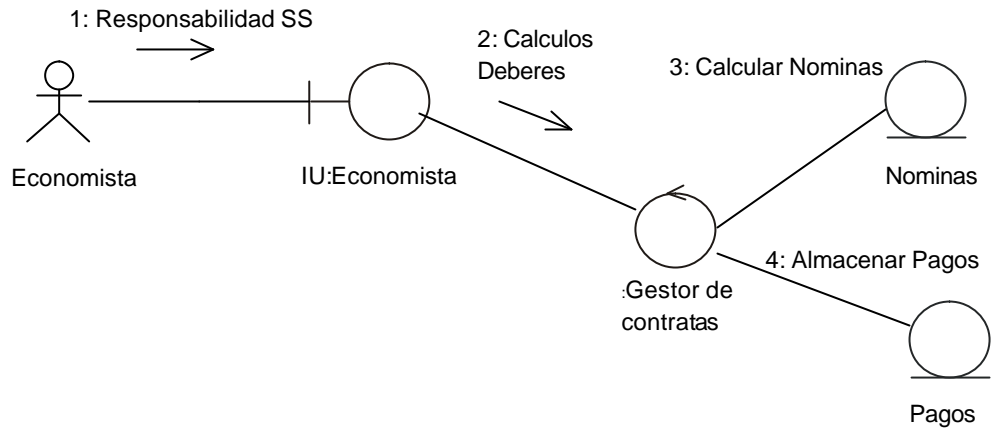 1: Responsabilidad SS
2: Calculos
Deberes
3: Calcular Nominas
Economista
IU:Economista
Nominas
4: Almacenar Pagos
:Gestor de
contratas
Pagos